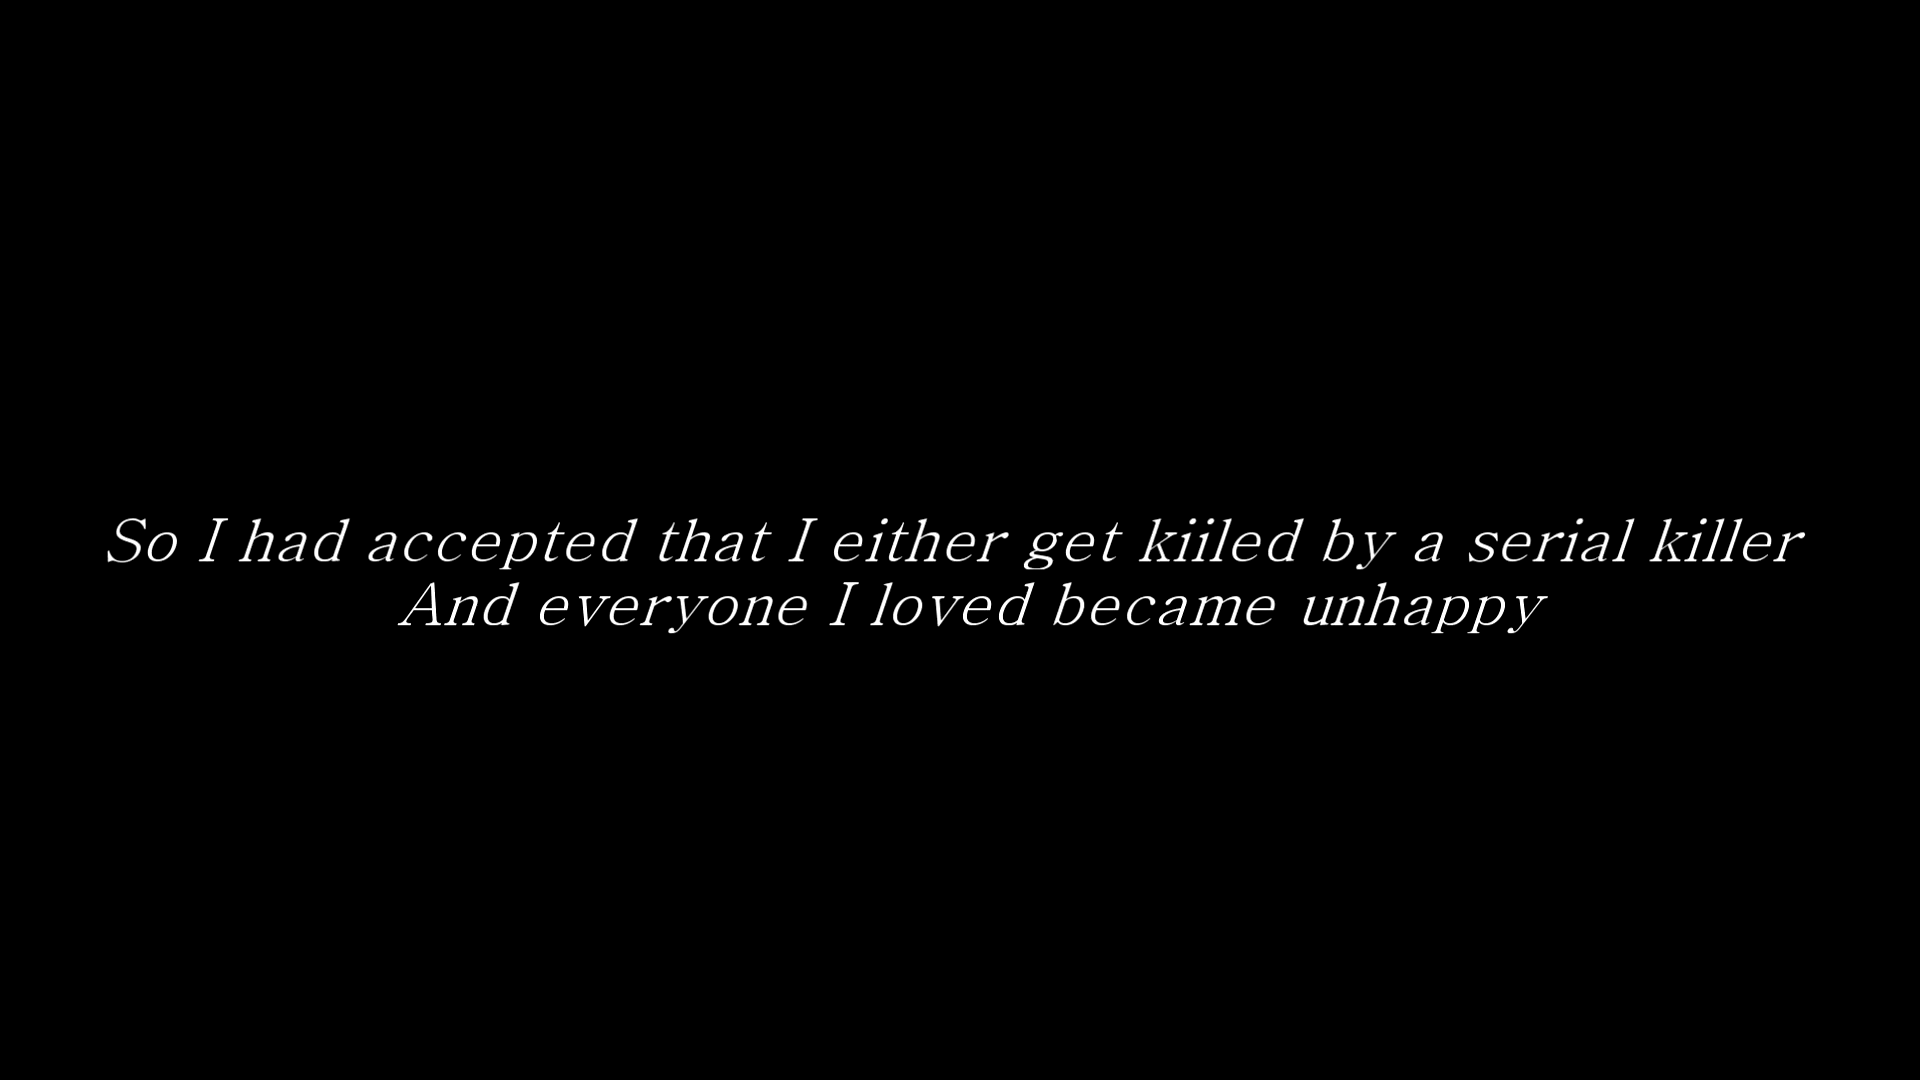 So I had accepted that I either get kiiled by a serial killer
And everyone I loved became unhappy